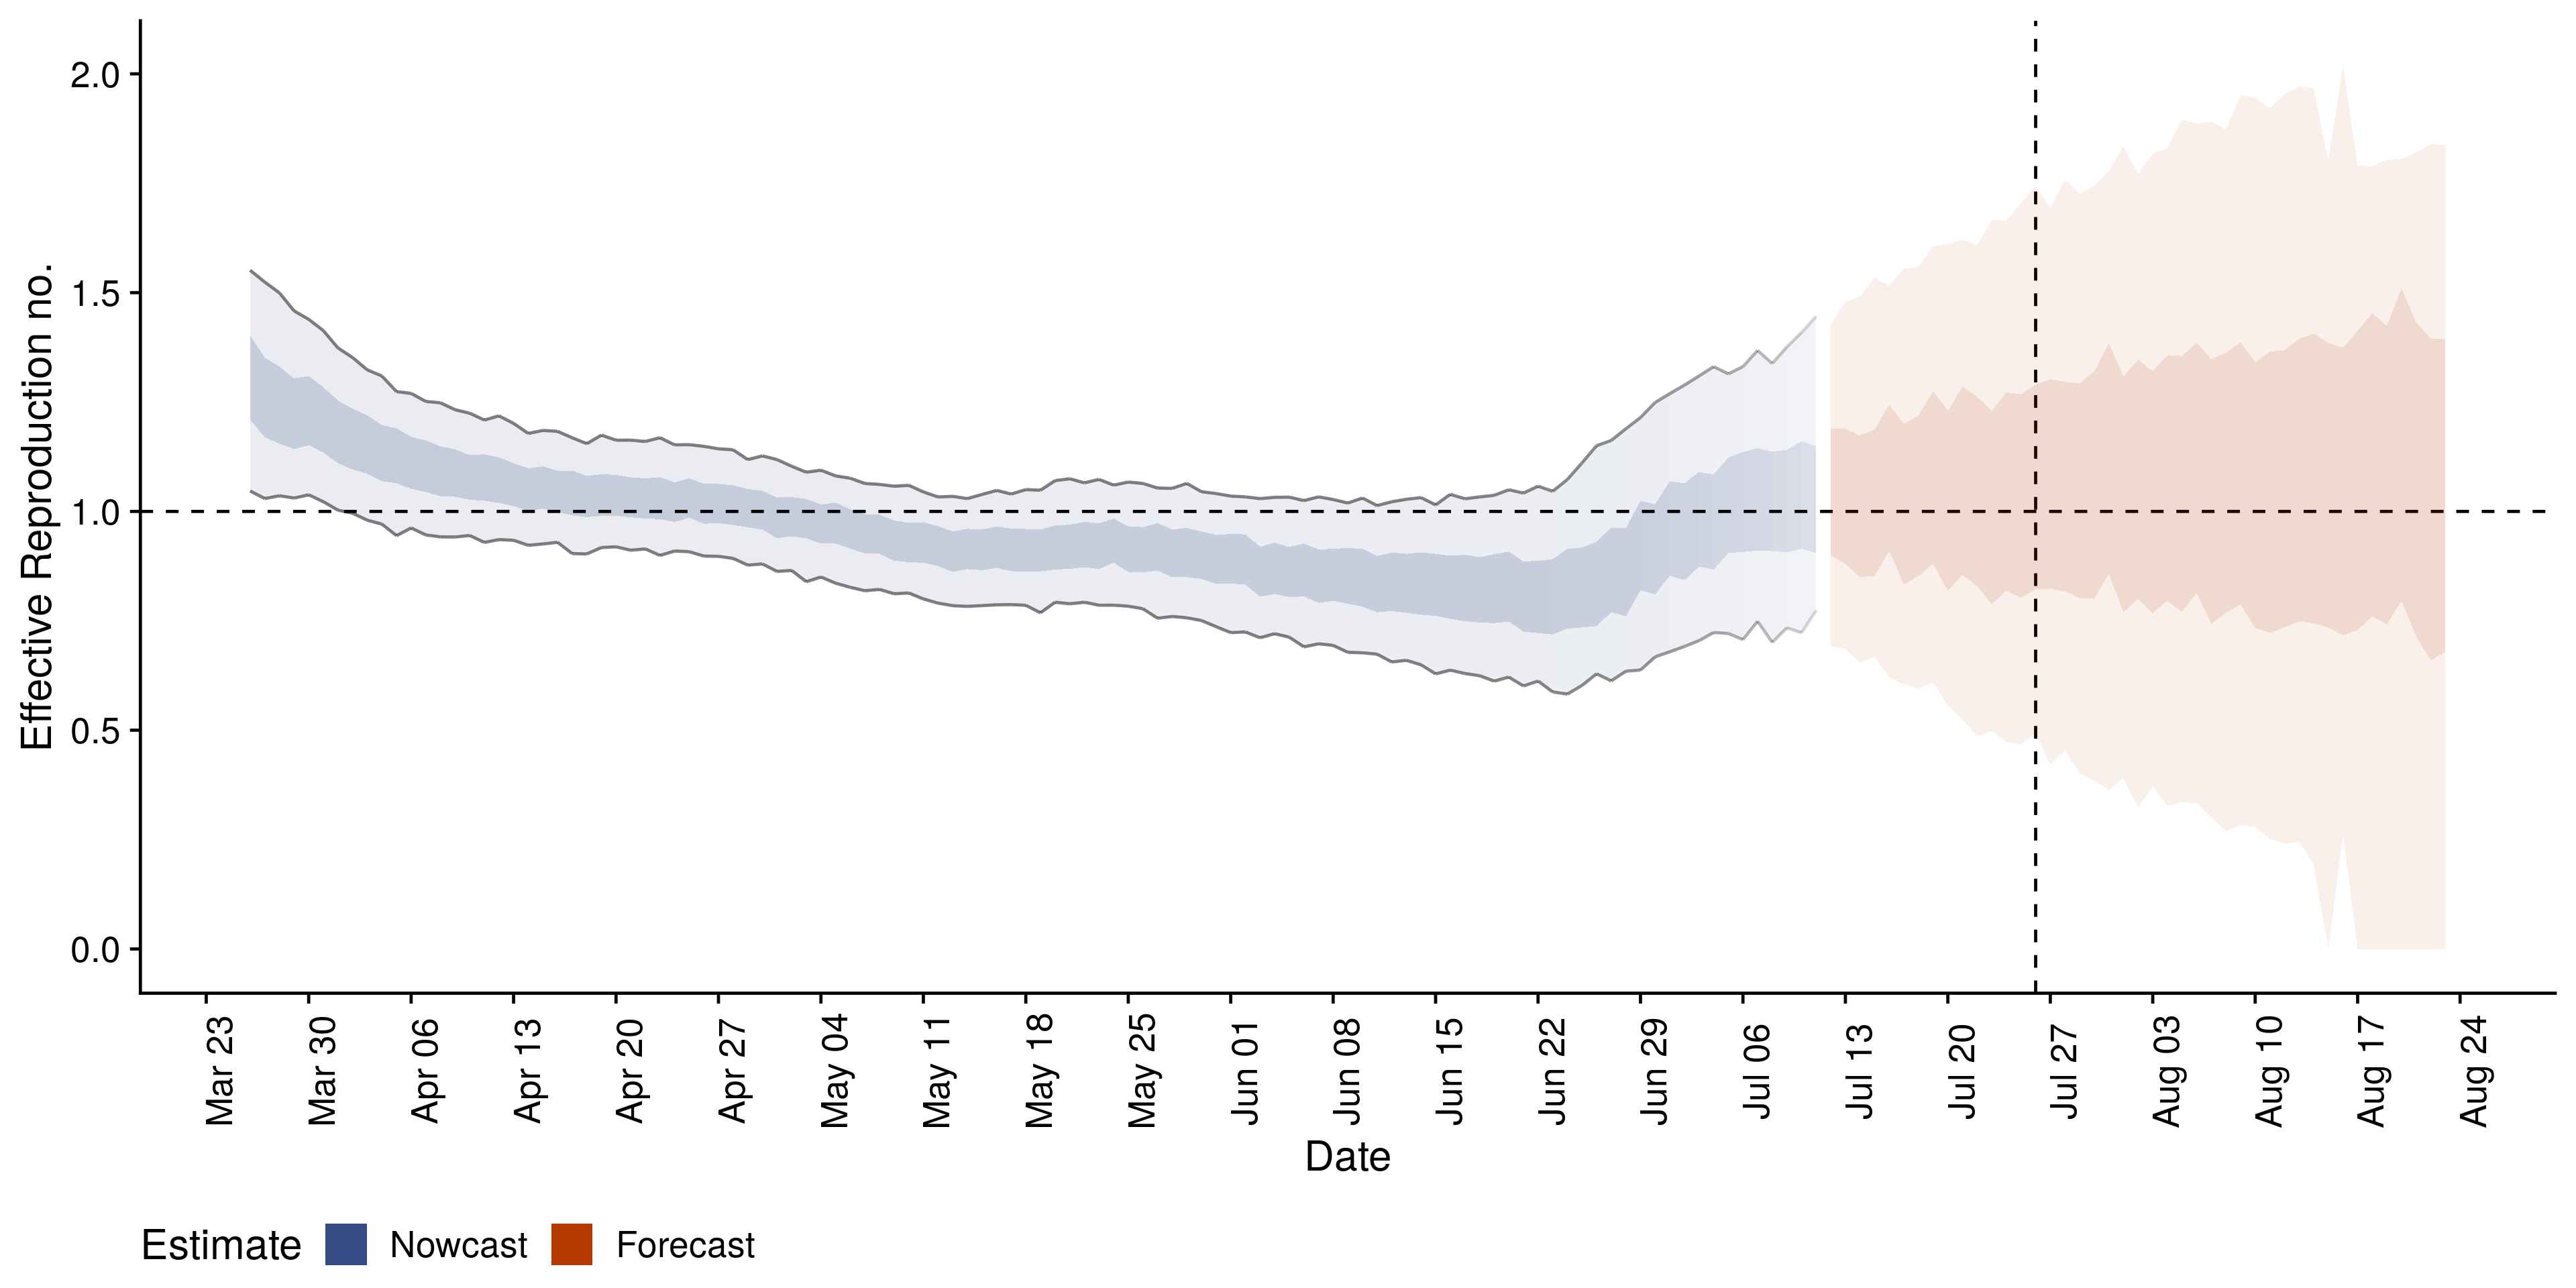 Effective Reproduction no.
2.0
1.5
1.0
0.5
0.0
Mar 23
Mar 30
Apr 06
Apr 13
Apr 20
Apr 27
May 04
May 11
May 18
May 25
Jun 01
Jun 08
Jun 15
Jun 22
Jun 29
Jul 06
Jul 13
Jul 20
Jul 27
Aug 03
Aug 10
Aug 17
Aug 24
Date
Estimate Nowcast Forecast